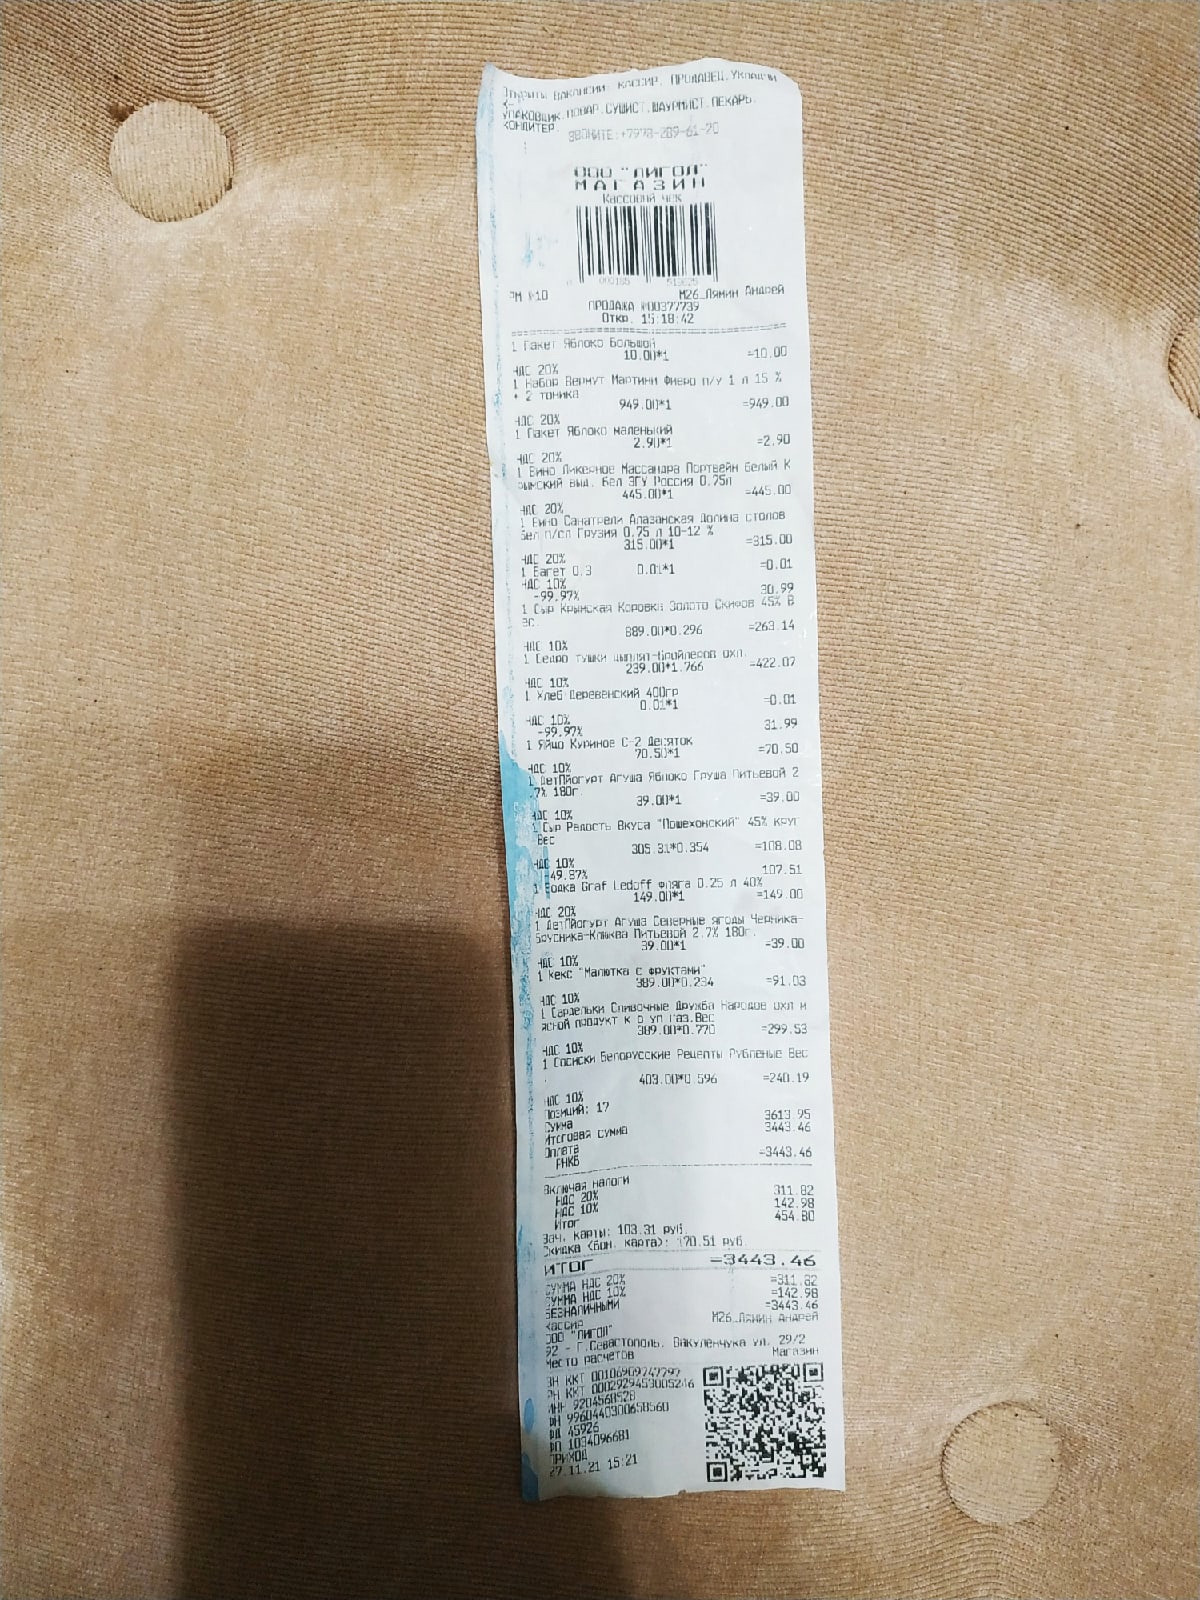 ВАКАНСИИ: КАССИР, ПРОДАВЕЦ, УКЛАДЧИ
УПАКОВЩИК, ПОВАР, СУШИСТ, ШАУРМИСТ, ПЕКАРЬ,
КОНДИТЕР.
ЗВОНИТЕ:+7978-289-61-20
ООО "ЛИГОЛ"
МАГАЗИН
Кассовый чек
РМ №10 М26_Лямин Андрей
ПРОДАЖА №00377739
Откр. 15:18:42
1 Пакет Яблоко Большой
10.00*1 =10.00
НДС 20%
1 Набор Вермут Мартини Фиеро п/у 1 л 15 %
+ 2 тоника
949.00*1 =949.00
НДС 20%
1 Пакет Яблоко маленький
2.90*1 =2.90
НДС 20%
1 Вино Ликерное Массандра Портвейн белый К
рымский выд. бел ЗГУ Россия 0.75л
445.00*1 =445.00
НДС 20%
1 Вино Санатрели Алазанская Долина столов
бел п/сл Грузия 0.75 л 10-12 %
315.00*1 =315.00
НДС 20%
1 Багет 0,3 0.01*1 =0.01
НДС 10%
-99.97% 30.99
1 Сыр Крымская Коровка Золото Скифов 45% В
ес.
889.00*0.296 =263.14
НДС 10%
1 Бедро тушки цыплят-бройлеров охл.
239.00*1.766 =422.07
НДС 10%
1 Хлеб Деревенский 400гр
0.01*1 =0.01
НДС 10%
-99.97% 31.99
1 Яйцо Куриное С-2 Десяток
70.50*1 =70.50
НДС 10%
1 ДетПйогурт Агуша Яблоко Груша Питьевой 2
.7% 180г.
39.00*1 =39.00
НДС 10%
1 Сыр Радость Вкуса "Пошехонский" 45% круг
Вес
305.31*0.354 =108.08
НДС 10%
-49.87% 107.51
1 Водка Graf Ledoff фляга 0.25 л 40%
149.00*1 =149.00
НДС 20%
1 ДетПйогурт Агуша Северные ягоды Черника-
Брусника-Клюква Питьевой 2.7% 180г.
39.00*1 =39.00
НДС 10%
1 Кекс "Малютка с фруктами"
389.00*0.234 =91.03
НДС 10%
1 Сардельки Сливочные Дружба Народов охл м
ясной продукт к.о уп газ.Вес
389.00*0.770 =299.53
НДС 10%
1 Сосиски Белорусские Рецепты Рубленые Вес
.
403.00*0.596 =240.19
НДС 10%
Позиций: 17
Сумма 3613.95
Итоговая сумма 3443.46
Оплата
РНКБ =3443.46
Включая налоги
НДС 20% 311.82
НДС 10% 142.98
Итог 454.80
Зач. карты: 103.31 руб.
Скидка (бон. карта): 170.51 руб.
ИТОГ =3443.46
СУММА НДС 20% =311.82
СУММА НДС 10% =142.98
БЕЗНАЛИЧНЫМИ =3443.46
Кассир М26_Лямин Андрей
ООО "ЛИГОЛ"
92 - Г.Севастополь, Вакуленчука ул, 29/2
Место расчетов Магазин
ЗН ККТ 00106909747797
РН ККТ 0002929453005246
ИНН 9204568528
ФН 9960440300658560
ФД 45926
ФП 1034096681
ПРИХОД
27.11.21 15:21